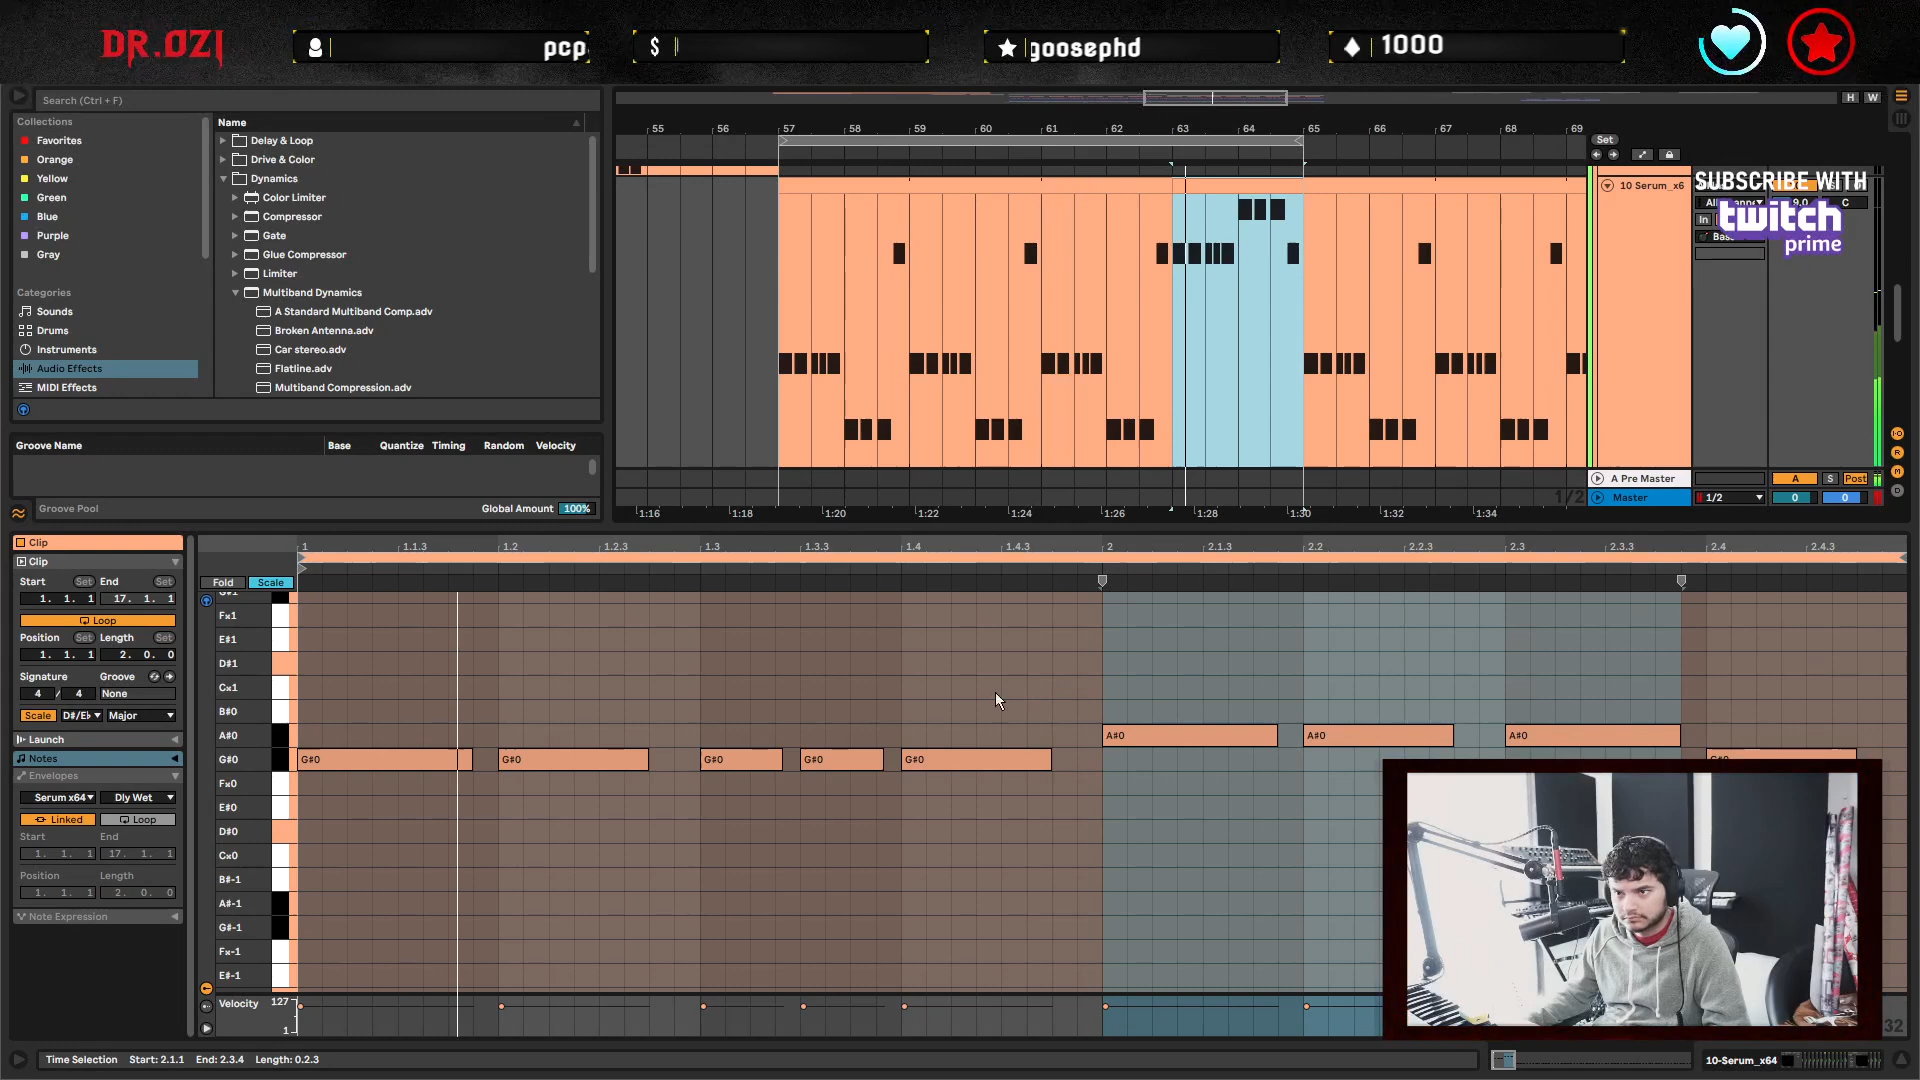 DR.OZI
pcp
$
goosephd
1000
Search (Ctrl + F)
H W
Collections
Name
Favorites
Orange
Yellow
Green
Blue
Purple
Gray
Categories
Sounds
Drums
Instruments
Audio Effects
MIDI Effects
Delay & Loop
Drive & Color
Dynamics
Color Limiter
Compressor
Gate
Glue Compressor
Limiter
Multiband Dynamics
A Standard Multiband Comp.adv
Broken Antenna.adv
Car stereo.adv
Flatline.adv
Multiband Compression.adv
Groove Name Base Quantize Timing Random Velocity
Groove Pool Global Amount 100%
55 56 57 58 59 60 61 62 63 64 65 66 67 68 69
Set
10 Serum_x6
SUBSCRIBE WITH
twitch
prime
9.0 C
In
Bas
A Pre Master A S Post
1/2 Master 1/2 0 0
1:16 1:18 1:20 1:22 1:24 1:26 1:28 1:30 1:32 1:34
Clip
Clip
Start Set End Set
1. 1. 1 17. 1. 1
Loop
Position Set Length Set
1. 1. 1 2. 0. 0
Signature Groove
4 / 4 None
Scale D#/E♭ Major
Launch
Notes
Envelopes
Serum x64 Dly Wet
Linked Loop
Start End
1. 1. 1 17. 1. 1
Position Length
1. 1. 1 2. 0. 0
Note Expression
1 1.1.3 1.2 1.2.3 1.3 1.3.3 1.4 1.4.3 2 2.1.3 2.2 2.2.3 2.3 2.3.3 2.4 2.4.3
Fold Scale
G#1
Fx1
E#1
D#1
Cx1
B#0
A#0 A#0 A#0 A#0
G#0 G#0 G#0 G#0 G#0 G#0 G#0
Fx0
E#0
D#0
Cx0
B#-1
A#-1
G#-1
Fx-1
E#-1
Velocity 127
1
32
Time Selection Start: 2.1.1 End: 2.3.4 Length: 0.2.3
10-Serum_x64